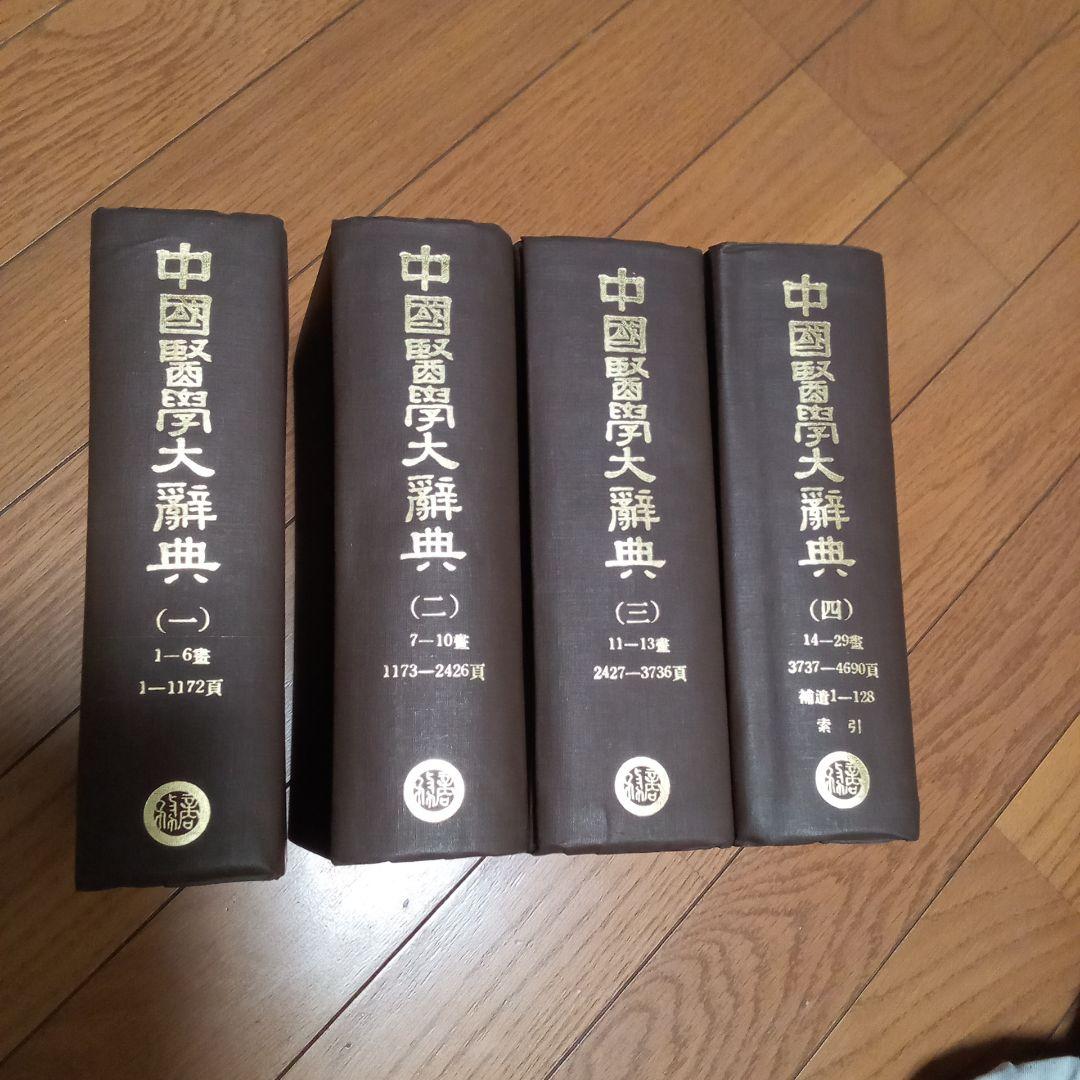 中國醫學大辭典
(一)
1—6畫
1—1172頁
中國醫學大辭典
(二)
7—10畫
1173—2426頁
中國醫學大辭典
(三)
11—13畫
2427—3736頁
中國醫學大辭典
(四)
14—29畫
3737—4690頁
補遺1—128
索引